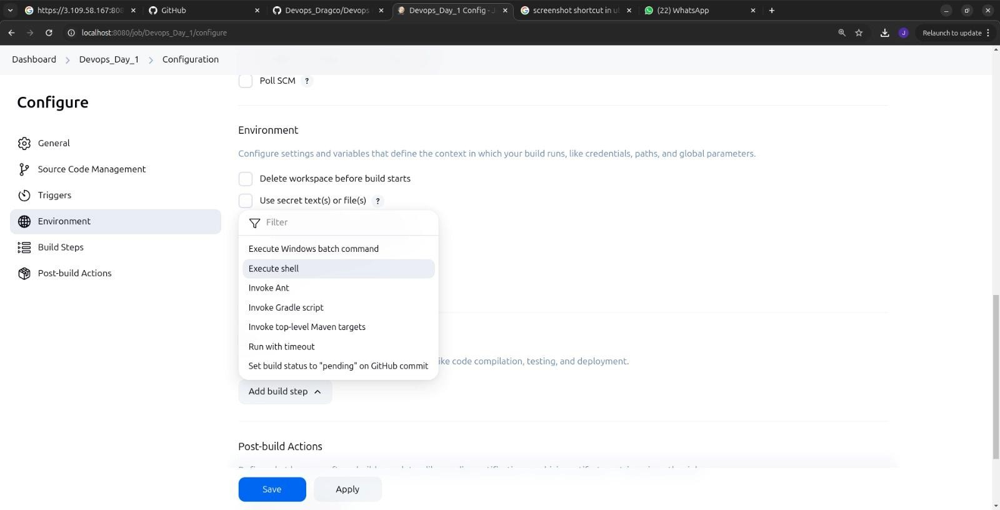 https://3.109.58.167:808
GitHub
Devops_Dragco/Devops
Devops_Day_1 Config - J
screenshot shortcut in u
(22) WhatsApp
localhost:8080/job/Devops_Day_1/configure
J
Relaunch to update
Dashboard > Devops_Day_1 > Configuration
Configure
General
Source Code Management
Triggers
Environment
Build Steps
Post-build Actions
Poll SCM ?
Environment
Configure settings and variables that define the context in which your build runs, like credentials, paths, and global parameters.
Delete workspace before build starts
Use secret text(s) or file(s) ?
Filter
Execute Windows batch command
Execute shell
Invoke Ant
Invoke Gradle script
Invoke top-level Maven targets
Run with timeout
Set build status to "pending" on GitHub commit
like code compilation, testing, and deployment.
Add build step
Post-build Actions
Save
Apply